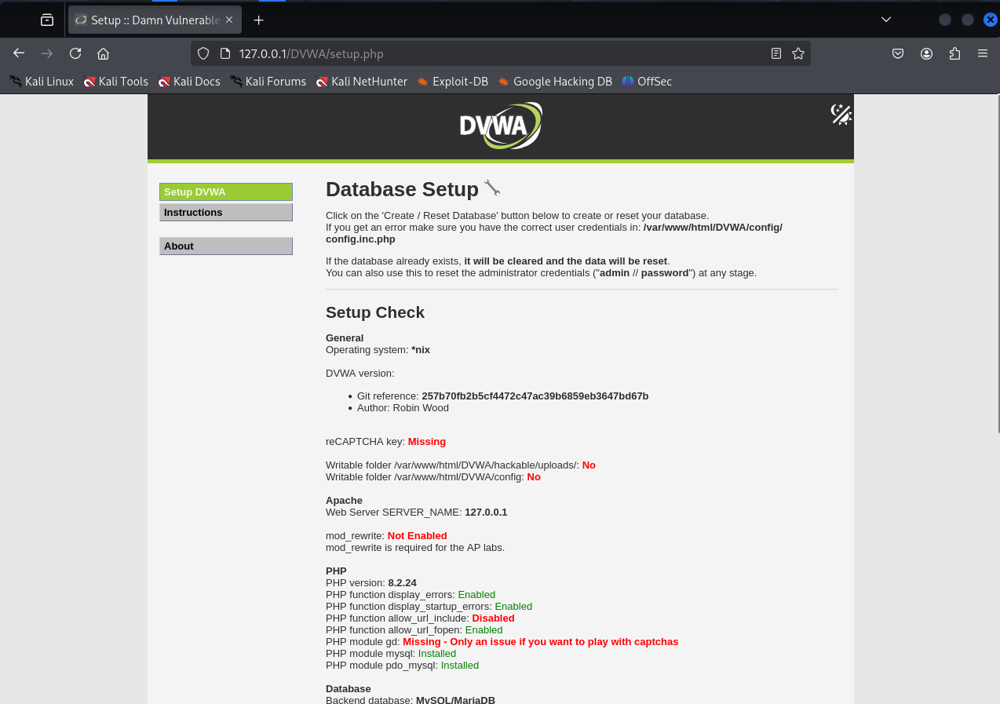 Setup :: Damn Vulnerable
127.0.0.1/DVWA/setup.php
Kali Linux Kali Tools Kali Docs Kali Forums Kali NetHunter Exploit-DB Google Hacking DB OffSec
DVWA
Setup DVWA
Instructions
About
Database Setup
Click on the 'Create / Reset Database' button below to create or reset your database.
If you get an error make sure you have the correct user credentials in: /var/www/html/DVWA/config/
config.inc.php
If the database already exists, it will be cleared and the data will be reset.
You can also use this to reset the administrator credentials ("admin // password") at any stage.
Setup Check
General
Operating system: *nix
DVWA version:
Git reference: 257b70fb2b5cf4472c47ac39b6859eb3647bd67b
Author: Robin Wood
reCAPTCHA key: Missing
Writable folder /var/www/html/DVWA/hackable/uploads/: No
Writable folder /var/www/html/DVWA/config: No
Apache
Web Server SERVER_NAME: 127.0.0.1
mod_rewrite: Not Enabled
mod_rewrite is required for the AP labs.
PHP
PHP version: 8.2.24
PHP function display_errors: Enabled
PHP function display_startup_errors: Enabled
PHP function allow_url_include: Disabled
PHP function allow_url_fopen: Enabled
PHP module gd: Missing - Only an issue if you want to play with captchas
PHP module mysql: Installed
PHP module pdo_mysql: Installed
Database
Backend database: MySQL/MariaDB